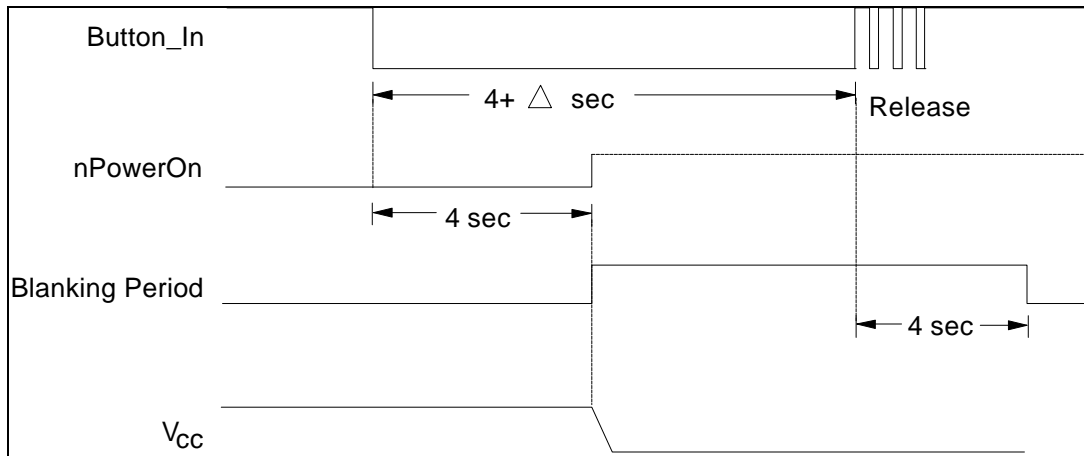 Button_In
4+ △ sec
Release
nPowerOn
4 sec
Blanking Period
4 sec
VCC